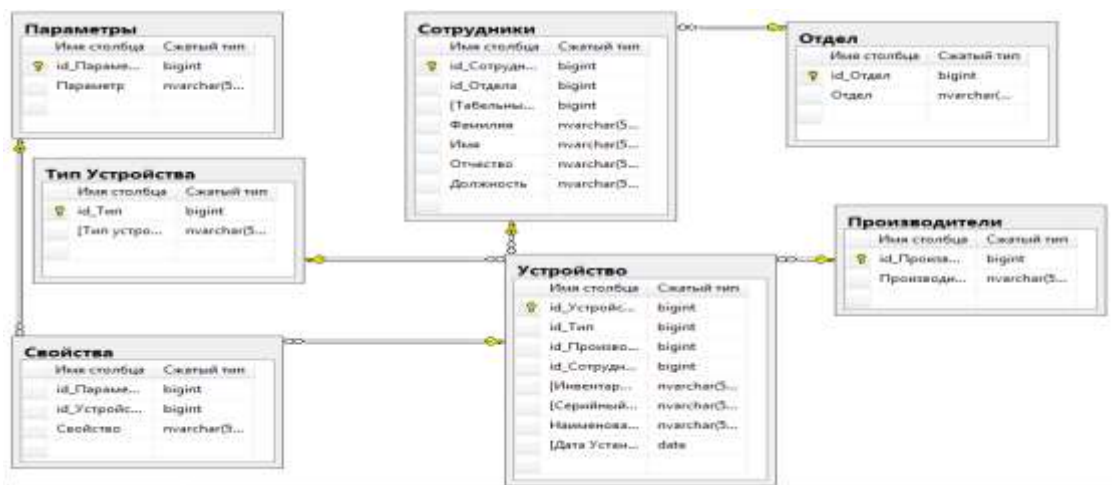 Параметры
Имя столбца Сжатый тип
id_Параме... bigint
Параметр nvarchar(5...
Сотрудники
Имя столбца Сжатый тип
id_Сотрудн... bigint
id_Отдела bigint
[Табельны... bigint
Фамилия nvarchar(5...
Имя nvarchar(5...
Отчество nvarchar(5...
Должность nvarchar(5...
Отдел
Имя столбца Сжатый тип
id_Отдел bigint
Отдел nvarchar(...
Тип Устройства
Имя столбца Сжатый тип
id_Тип bigint
[Тип устро... nvarchar(5...
Производители
Имя столбца Сжатый тип
id_Произв... bigint
Производи... nvarchar(5...
Устройство
Имя столбца Сжатый тип
id_Устройс... bigint
id_Тип bigint
id_Произво... bigint
id_Сотрудн... bigint
[Инвентар... nvarchar(5...
[Серийный... nvarchar(5...
Наименова... nvarchar(5...
[Дата Устан... date
Свойства
Имя столбца Сжатый тип
id_Параме... bigint
id_Устройс... bigint
Свойство nvarchar(5...